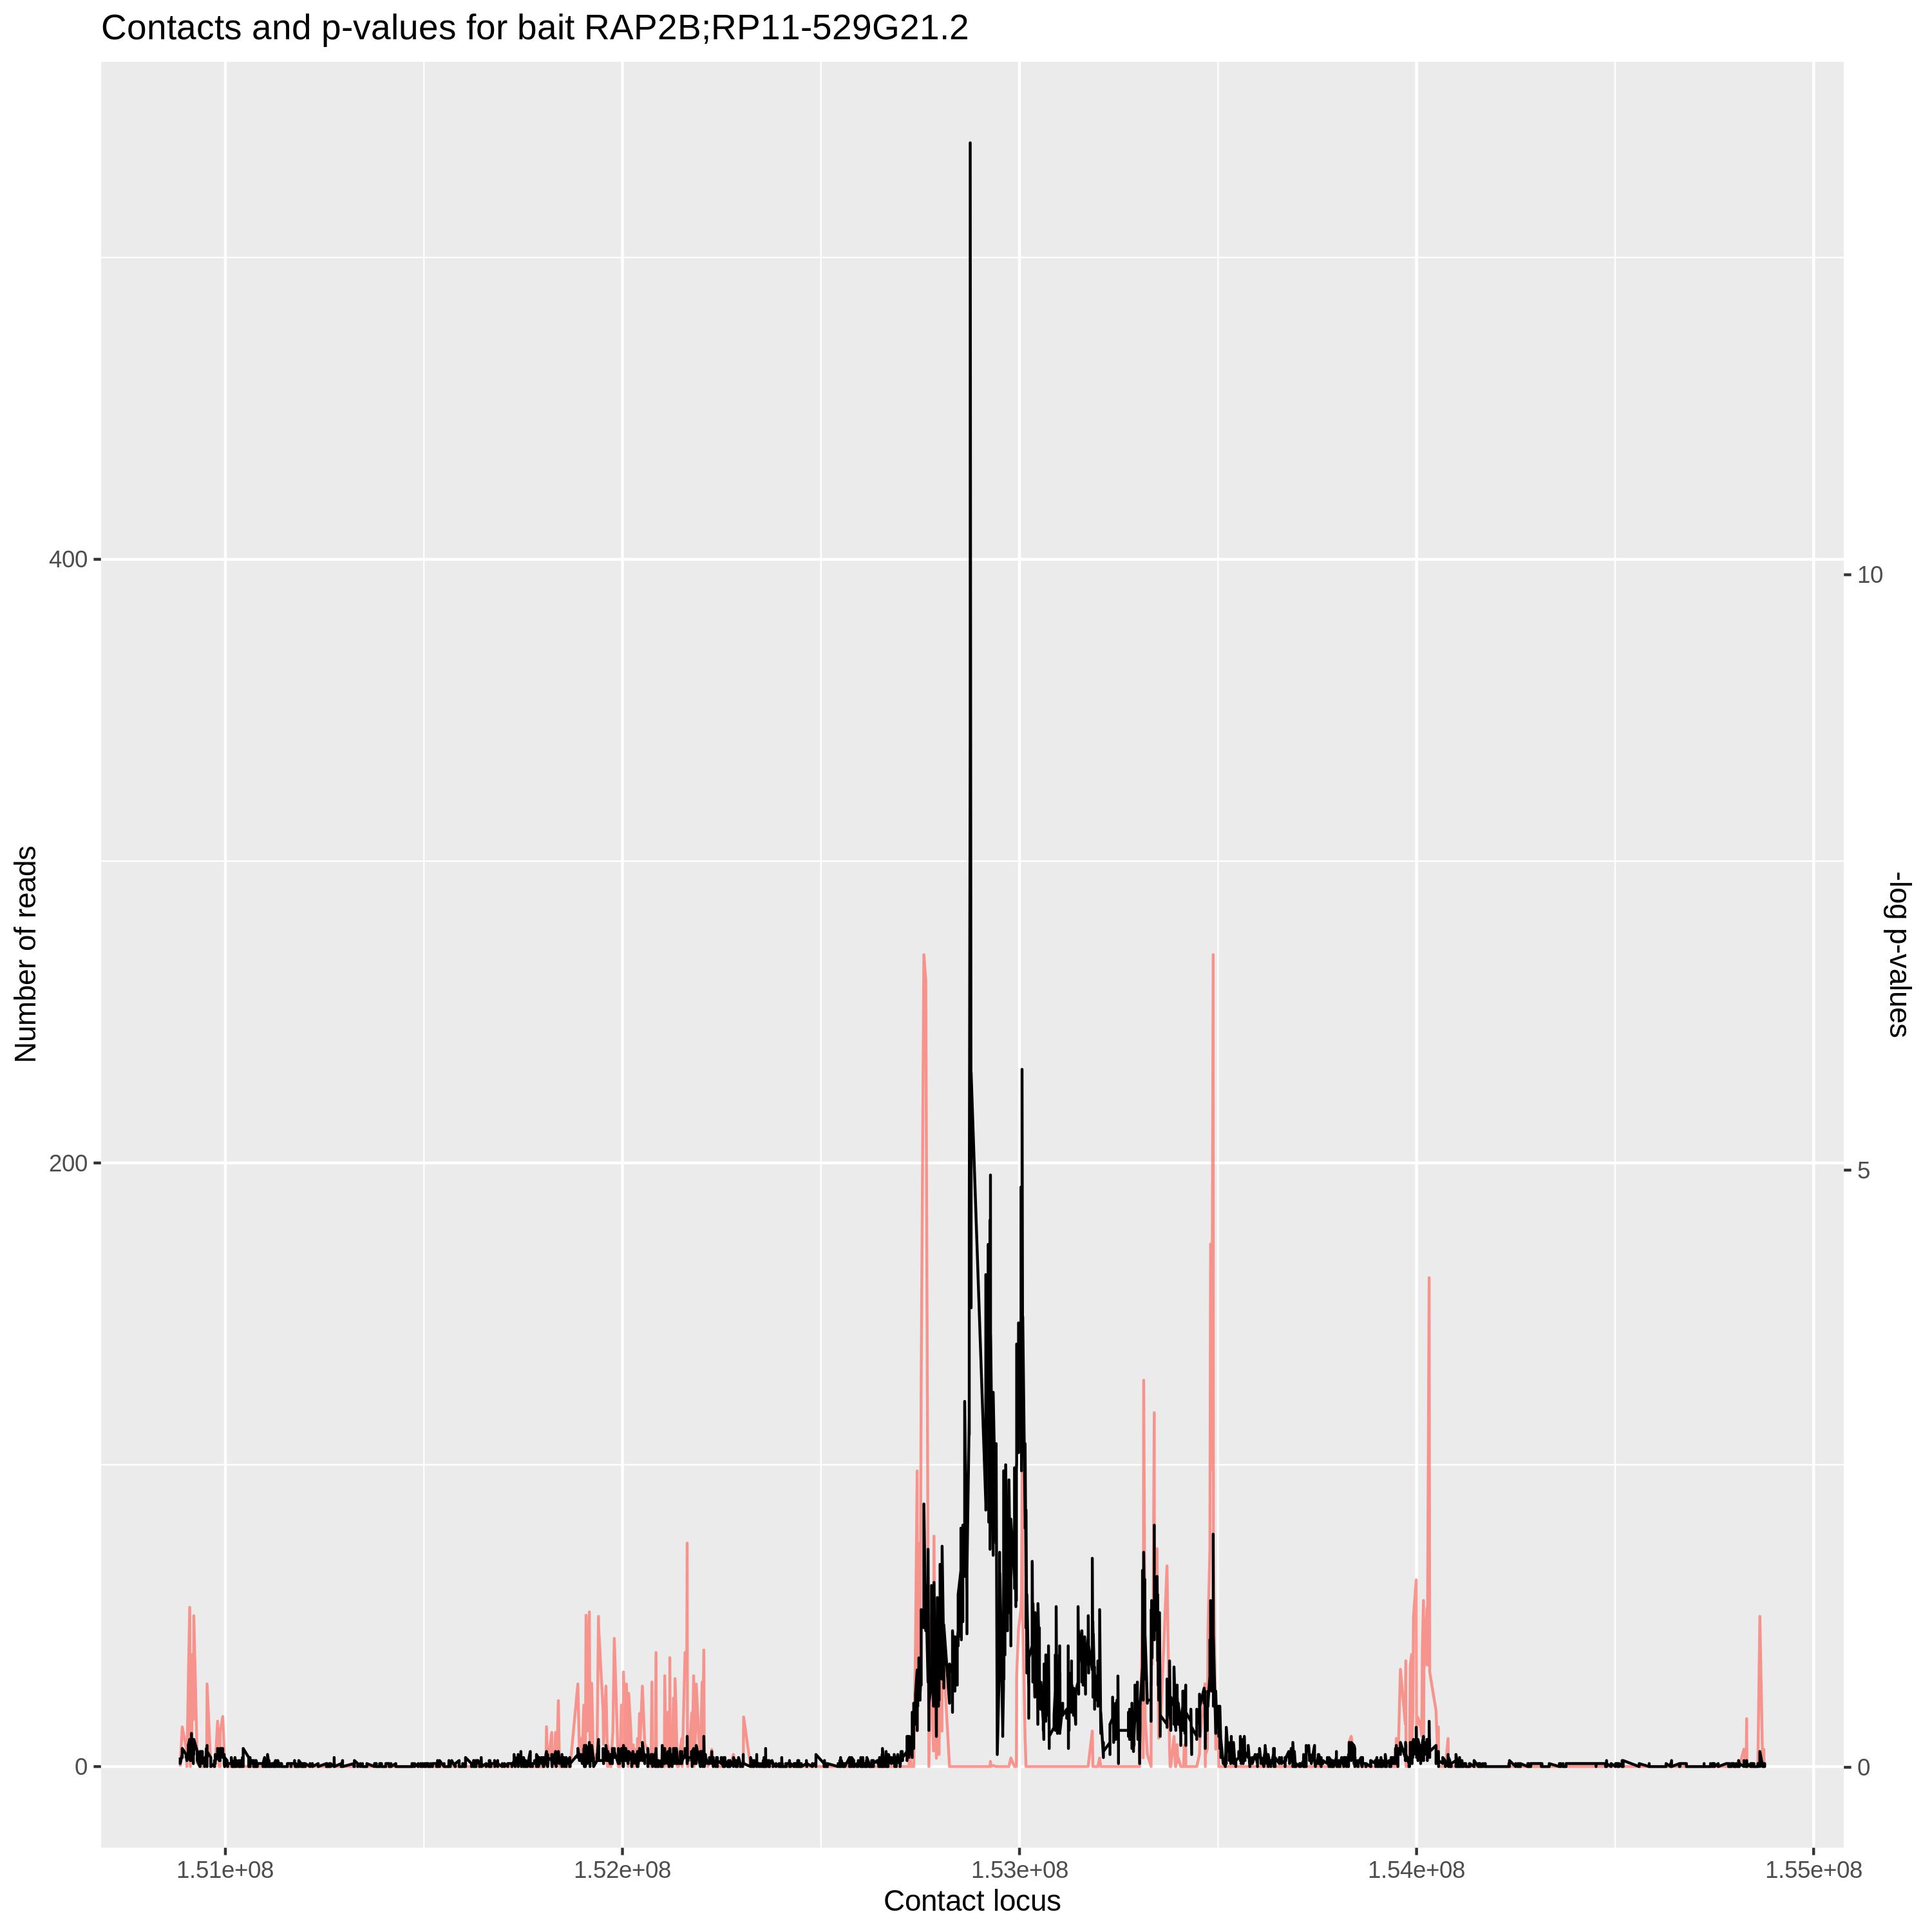 Contacts and p-values for bait RAP2B;RP11-529G21.2
Number of reads
400
200
0
10
5
0
-log p-values
1.51e+08
1.52e+08
1.53e+08
1.54e+08
1.55e+08
Contact locus